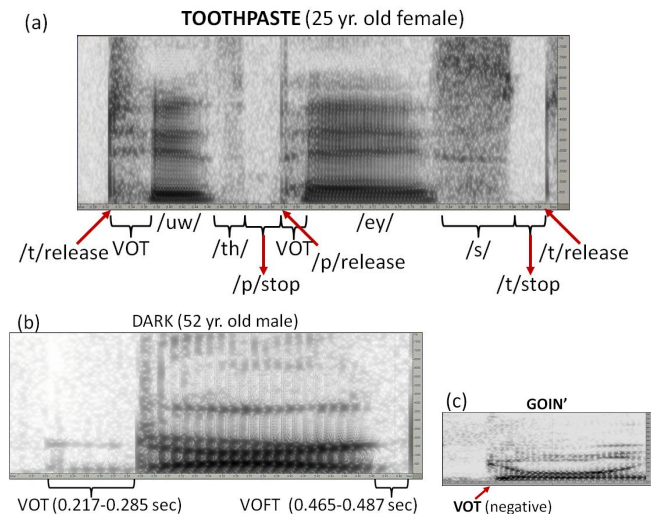 (a)
TOOTHPASTE (25 yr. old female)
/t/release
VOT
/uw/
/th/
/p/stop
VOT
/p/release
/ey/
/s/
/t/stop
/t/release
(b)
DARK (52 yr. old male)
VOT (0.217-0.285 sec)
VOFT (0.465-0.487 sec)
(c)
GOIN’
VOT (negative)